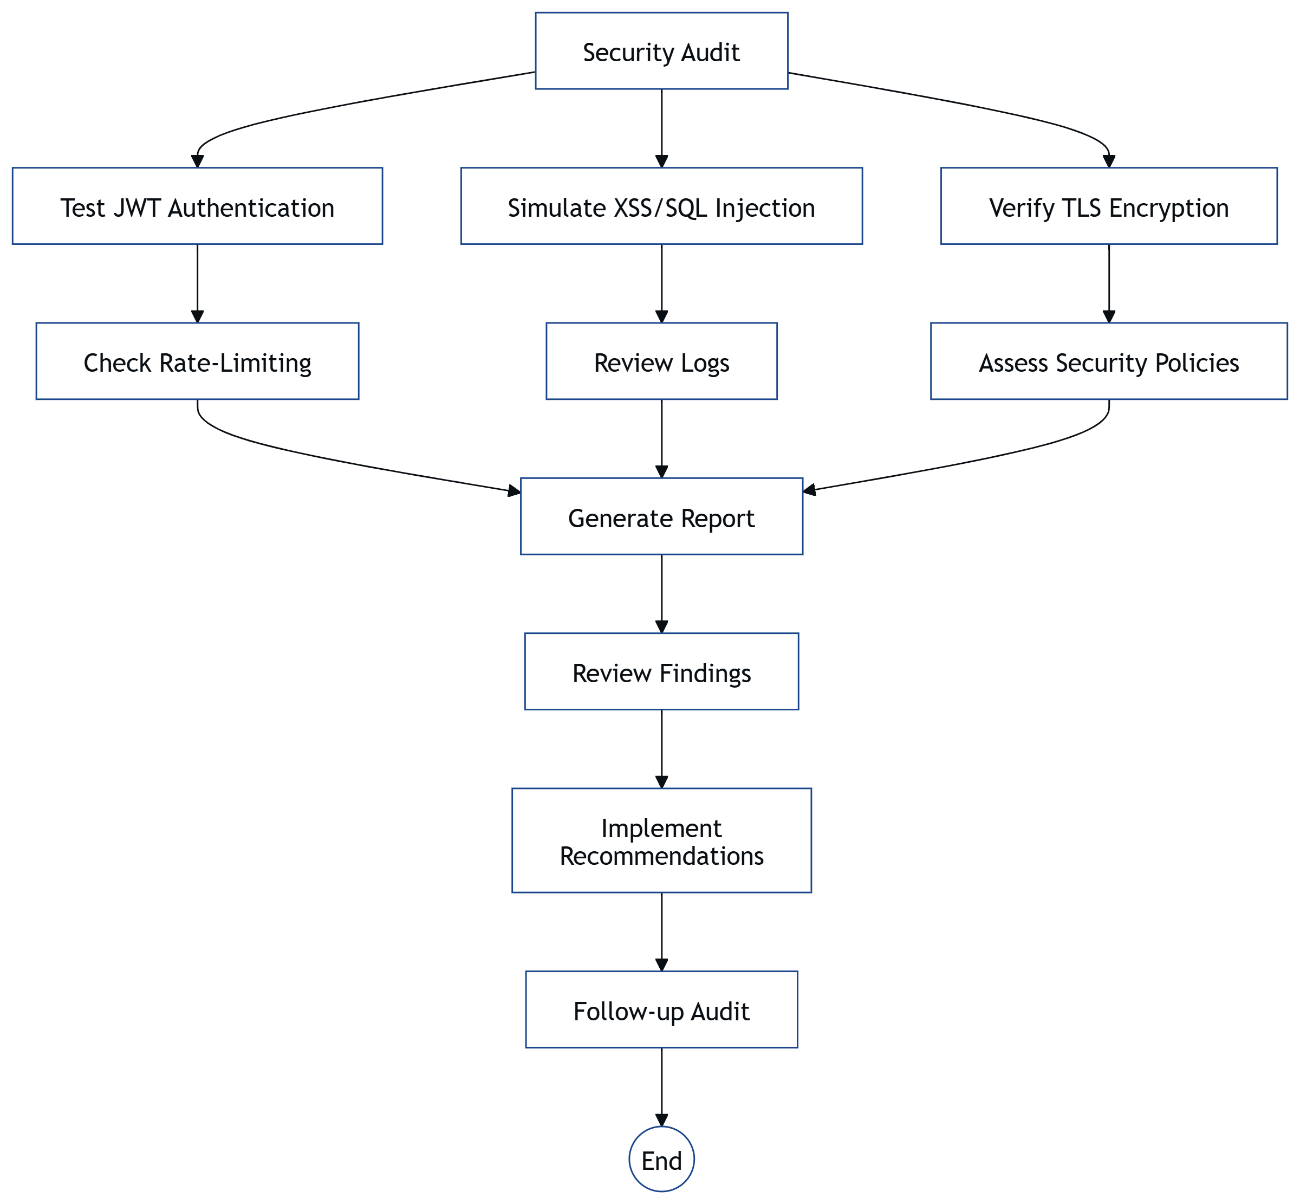 Security Audit
Test JWT Authentication
Simulate XSS/SQL Injection
Verify TLS Encryption
Check Rate-Limiting
Review Logs
Assess Security Policies
Generate Report
Review Findings
Implement
Recommendations
Follow-up Audit
End